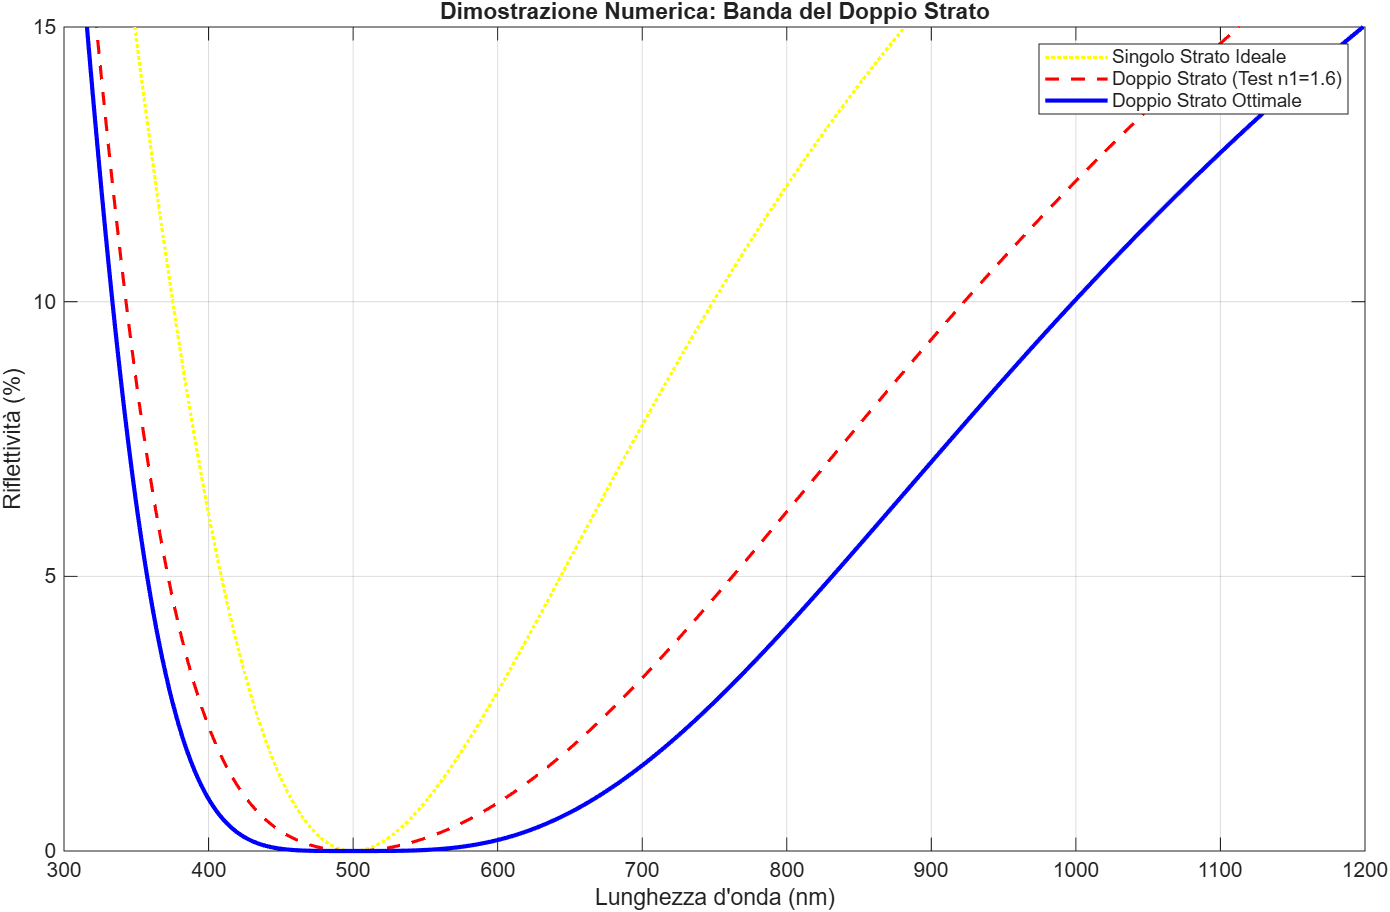 Dimostrazione Numerica: Banda del Doppio Strato
15
10
5
0
Riflettività (%)
Singolo Strato Ideale
Doppio Strato (Test n1=1.6)
Doppio Strato Ottimale
300 400 500 600 700 800 900 1000 1100 1200
Lunghezza d'onda (nm)